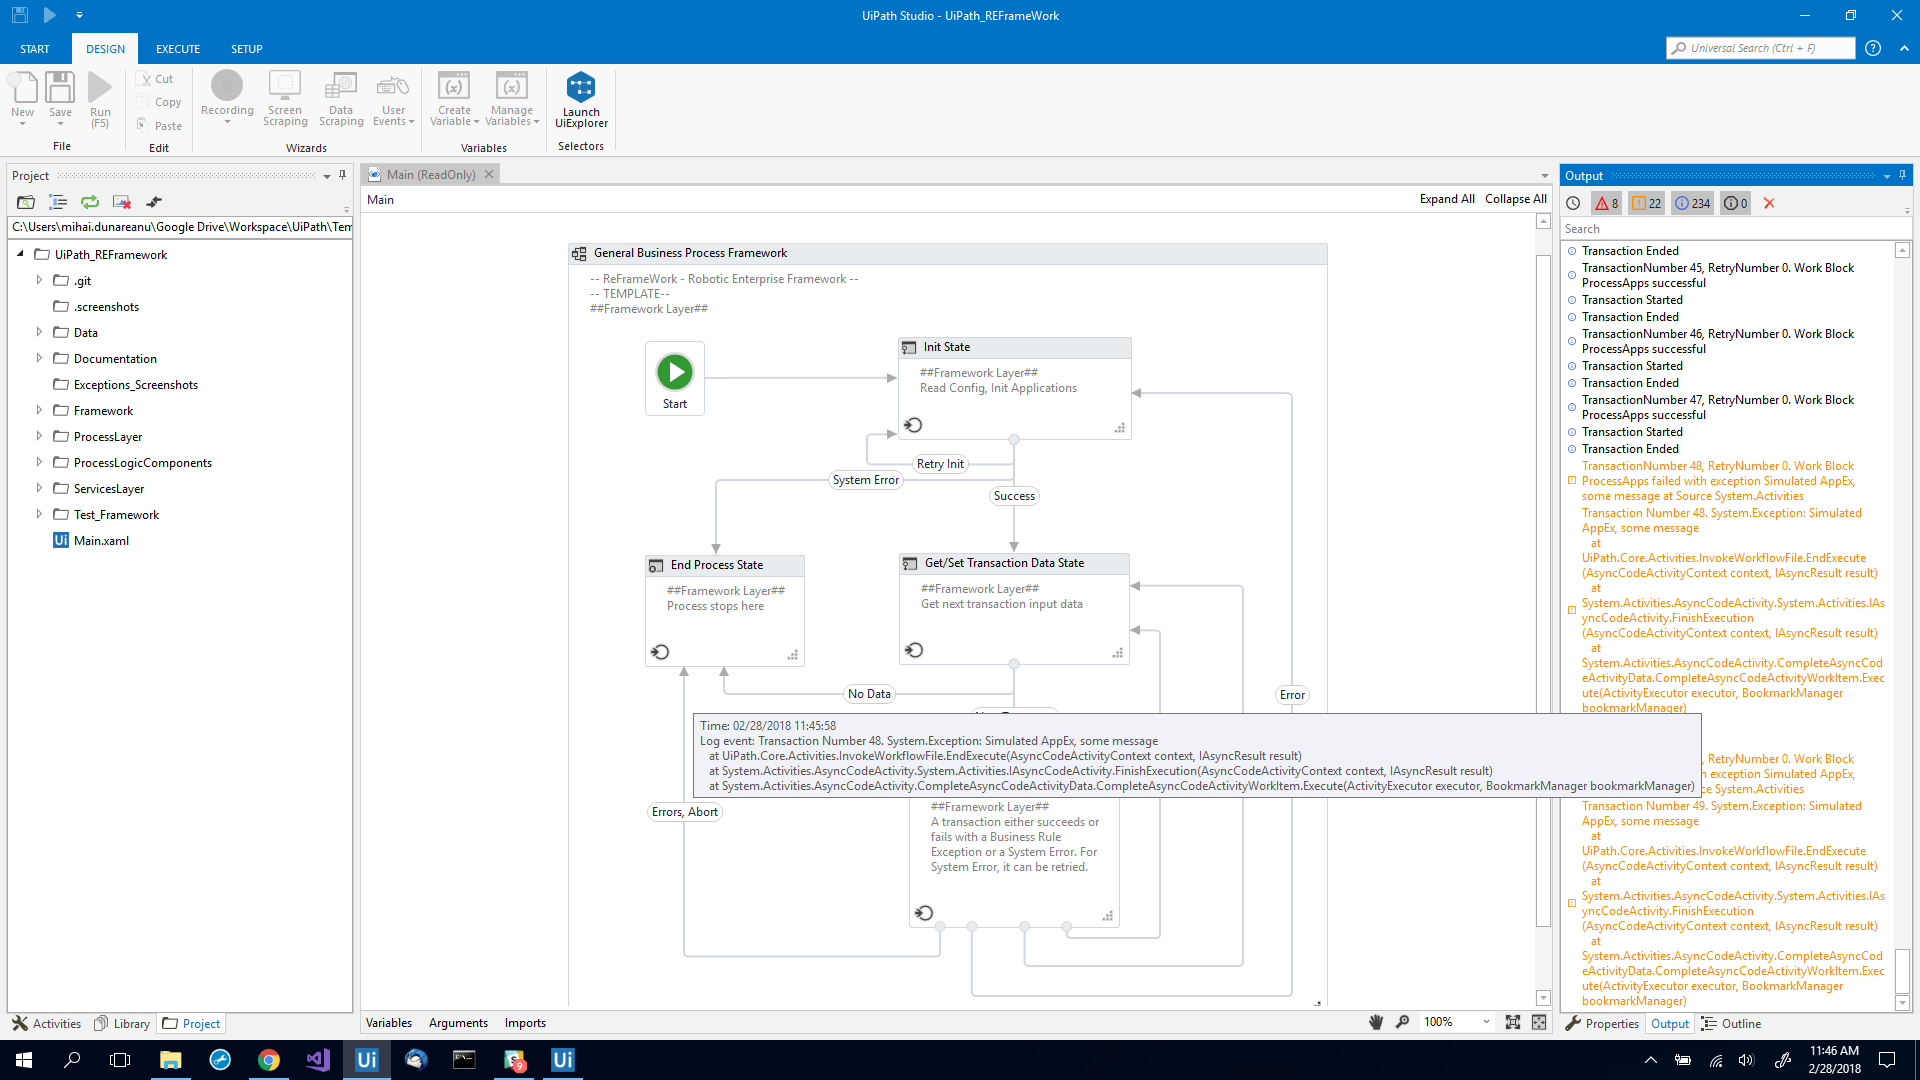 UiPath Studio - UiPath_REFrameWork
START
DESIGN
EXECUTE
SETUP
Universal Search (Ctrl + F)
New
Save
Run
(F5)
File
Cut
Copy
Paste
Edit
Recording
Screen
Scraping
Data
Scraping
User
Events
Wizards
Create
Variable
Manage
Variables
Variables
Launch
UiExplorer
Selectors
Project
C:\Users\mihai.dunareanu\Google Drive\Workspace\UiPath\Tem
UiPath_REFramework
.git
.screenshots
Data
Documentation
Exceptions_Screenshots
Framework
ProcessLayer
ProcessLogicComponents
ServicesLayer
Test_Framework
Main.xaml
Activities
Library
Project
Main (ReadOnly)
Main
Expand All
Collapse All
General Business Process Framework
-- ReFrameWork - Robotic Enterprise Framework --
-- TEMPLATE--
##Framework Layer##
Start
Init State
##Framework Layer##
Read Config, Init Applications
Retry Init
System Error
Success
End Process State
##Framework Layer##
Process stops here
Get/Set Transaction Data State
##Framework Layer##
Get next transaction input data
No Data
Error
Time: 02/28/2018 11:45:58
Log event: Transaction Number 48. System.Exception: Simulated AppEx, some message
at UiPath.Core.Activities.InvokeWorkflowFile.EndExecute(AsyncCodeActivityContext context, IAsyncResult result)
at System.Activities.AsyncCodeActivity.System.Activities.IAsyncCodeActivity.FinishExecution(AsyncCodeActivityContext context, IAsyncResult result)
at System.Activities.AsyncCodeActivity.CompleteAsyncCodeActivityData.CompleteAsyncCodeActivityWorkItem.Execute(ActivityExecutor executor, BookmarkManager bookmarkManager)
Errors, Abort
##Framework Layer##
A transaction either succeeds or
fails with a Business Rule
Exception or a System Error. For
System Error, it can be retried.
Variables
Arguments
Imports
100%
Output
8
22
234
0
Search
Transaction Ended
TransactionNumber 45, RetryNumber 0. Work Block
ProcessApps successful
Transaction Started
Transaction Ended
TransactionNumber 46, RetryNumber 0. Work Block
ProcessApps successful
Transaction Started
Transaction Ended
TransactionNumber 47, RetryNumber 0. Work Block
ProcessApps successful
Transaction Started
Transaction Ended
TransactionNumber 48, RetryNumber 0. Work Block
ProcessApps failed with exception Simulated AppEx,
some message at Source System.Activities
Transaction Number 48. System.Exception: Simulated
AppEx, some message
at
UiPath.Core.Activities.InvokeWorkflowFile.EndExecute
(AsyncCodeActivityContext context, IAsyncResult result)
at
System.Activities.AsyncCodeActivity.System.Activities.IAs
yncCodeActivity.FinishExecution
(AsyncCodeActivityContext context, IAsyncResult result)
at
System.Activities.AsyncCodeActivity.CompleteAsyncCod
eActivityData.CompleteAsyncCodeActivityWorkItem.Exec
ute(ActivityExecutor executor, BookmarkManager
bookmarkManager)
RetryNumber 0. Work Block
exception Simulated AppEx,
System.Activities
Transaction Number 49. System.Exception: Simulated
AppEx, some message
at
UiPath.Core.Activities.InvokeWorkflowFile.EndExecute
(AsyncCodeActivityContext context, IAsyncResult result)
at
System.Activities.AsyncCodeActivity.System.Activities.IAs
yncCodeActivity.FinishExecution
(AsyncCodeActivityContext context, IAsyncResult result)
at
System.Activities.AsyncCodeActivity.CompleteAsyncCod
eActivityData.CompleteAsyncCodeActivityWorkItem.Exec
ute(ActivityExecutor executor, BookmarkManager
bookmarkManager)
Properties
Output
Outline
Ui
9
Ui
11:46 AM
2/28/2018